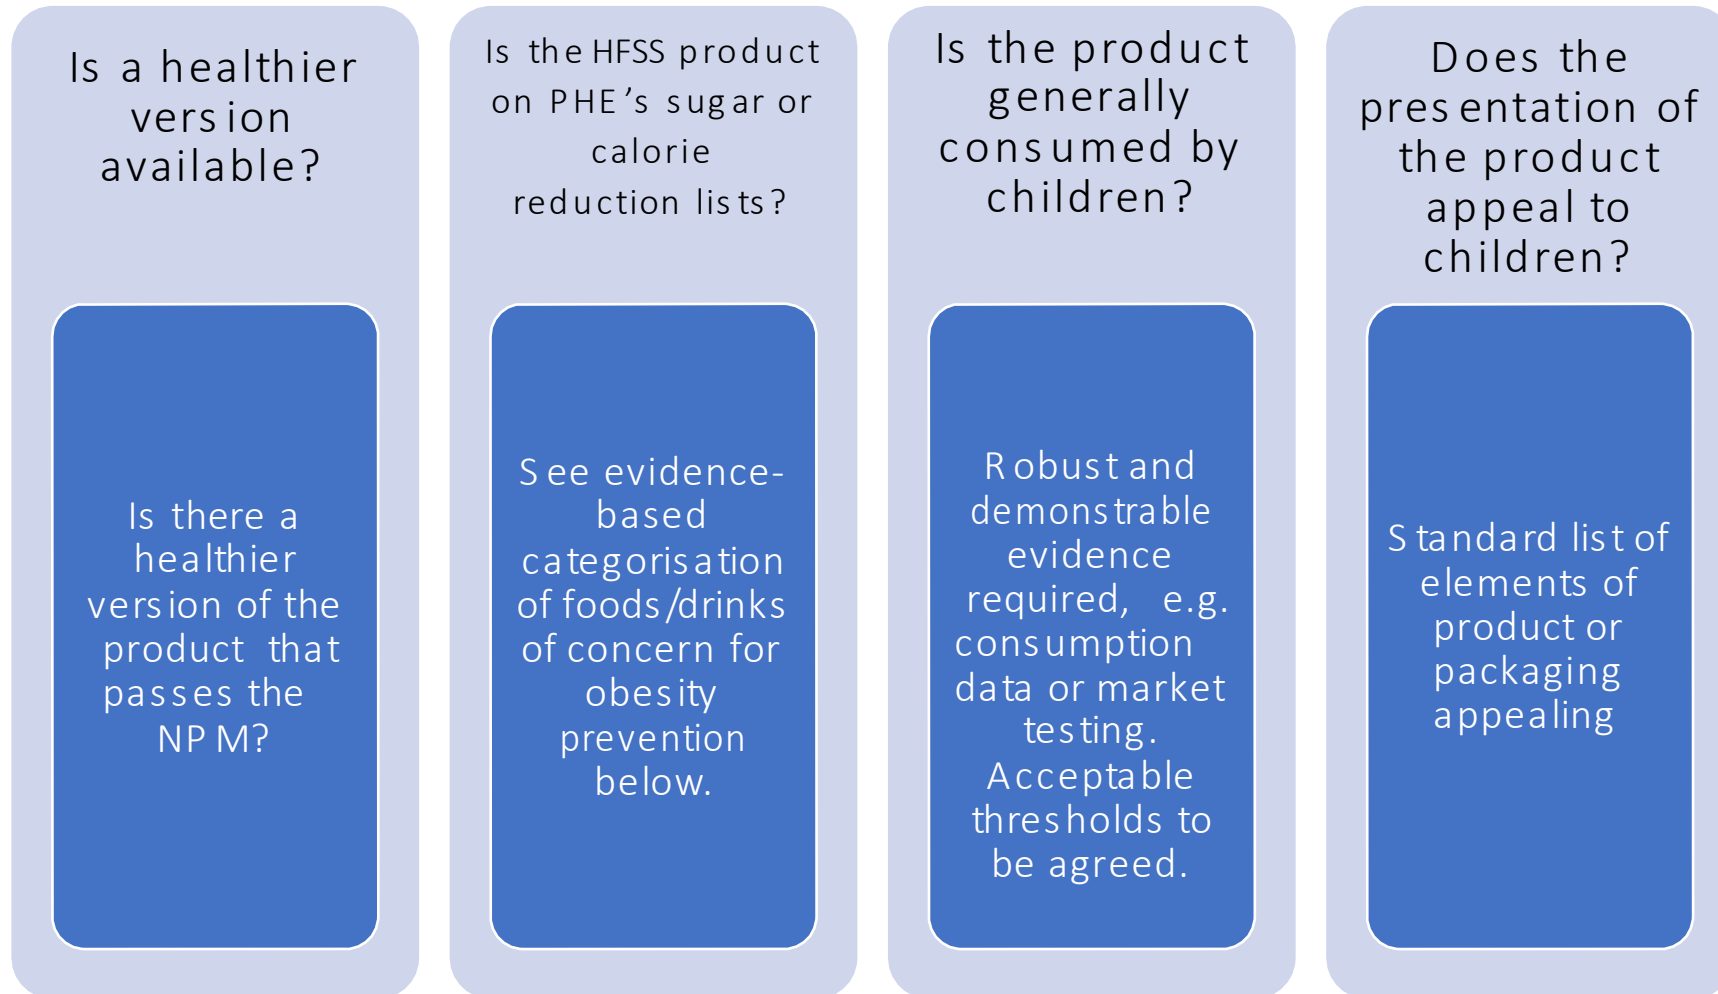 Is a healthier
version
available?
Is there a
healthier
version of the
product that
passes the
NPM?
Is the HFSS product
on PHE's sugar or
calorie
reduction lists?
See evidence-
based
categorisation
of foods/drinks
of concern for
obesity
prevention
below.
Is the product
generally
consumed by
children?
Robust and
demonstrable
evidence
required, e.g.
consumption
data or market
testing.
Acceptable
thresholds to
be agreed.
Does the
presentation of
the product
appeal to
children?
Standard list of
elements of
product or
packaging
appealing